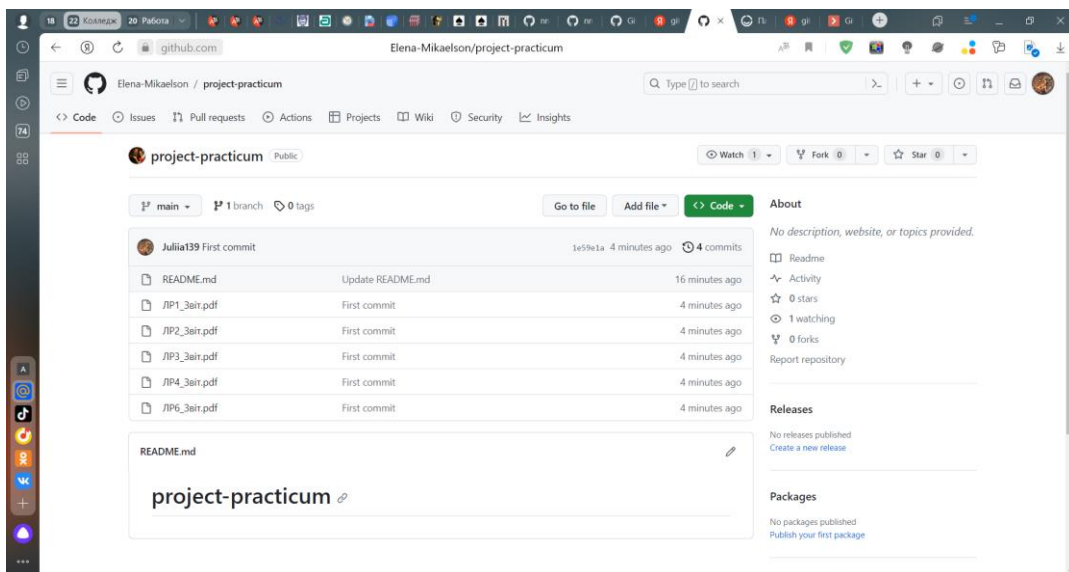 18
22 Колледж
20 Работа
github.com
Elena-Mikaelson/project-practicum
74
Elena-Mikaelson / project-practicum
Type / to search
<> Code
Issues
Pull requests
Actions
Projects
Wiki
Security
Insights
project-practicum Public
Watch 1
Fork 0
Star 0
main
1 branch
0 tags
Go to file
Add file
<> Code
Juliia139 First commit
1e59e1a 4 minutes ago
4 commits
README.md Update README.md 16 minutes ago
ЛР1_Звіт.pdf First commit 4 minutes ago
ЛР2_Звіт.pdf First commit 4 minutes ago
ЛР3_Звіт.pdf First commit 4 minutes ago
ЛР4_Звіт.pdf First commit 4 minutes ago
ЛР6_Звіт.pdf First commit 4 minutes ago
README.md
project-practicum
About
No description, website, or topics provided.
Readme
Activity
0 stars
1 watching
0 forks
Report repository
Releases
No releases published
Create a new release
Packages
No packages published
Publish your first package